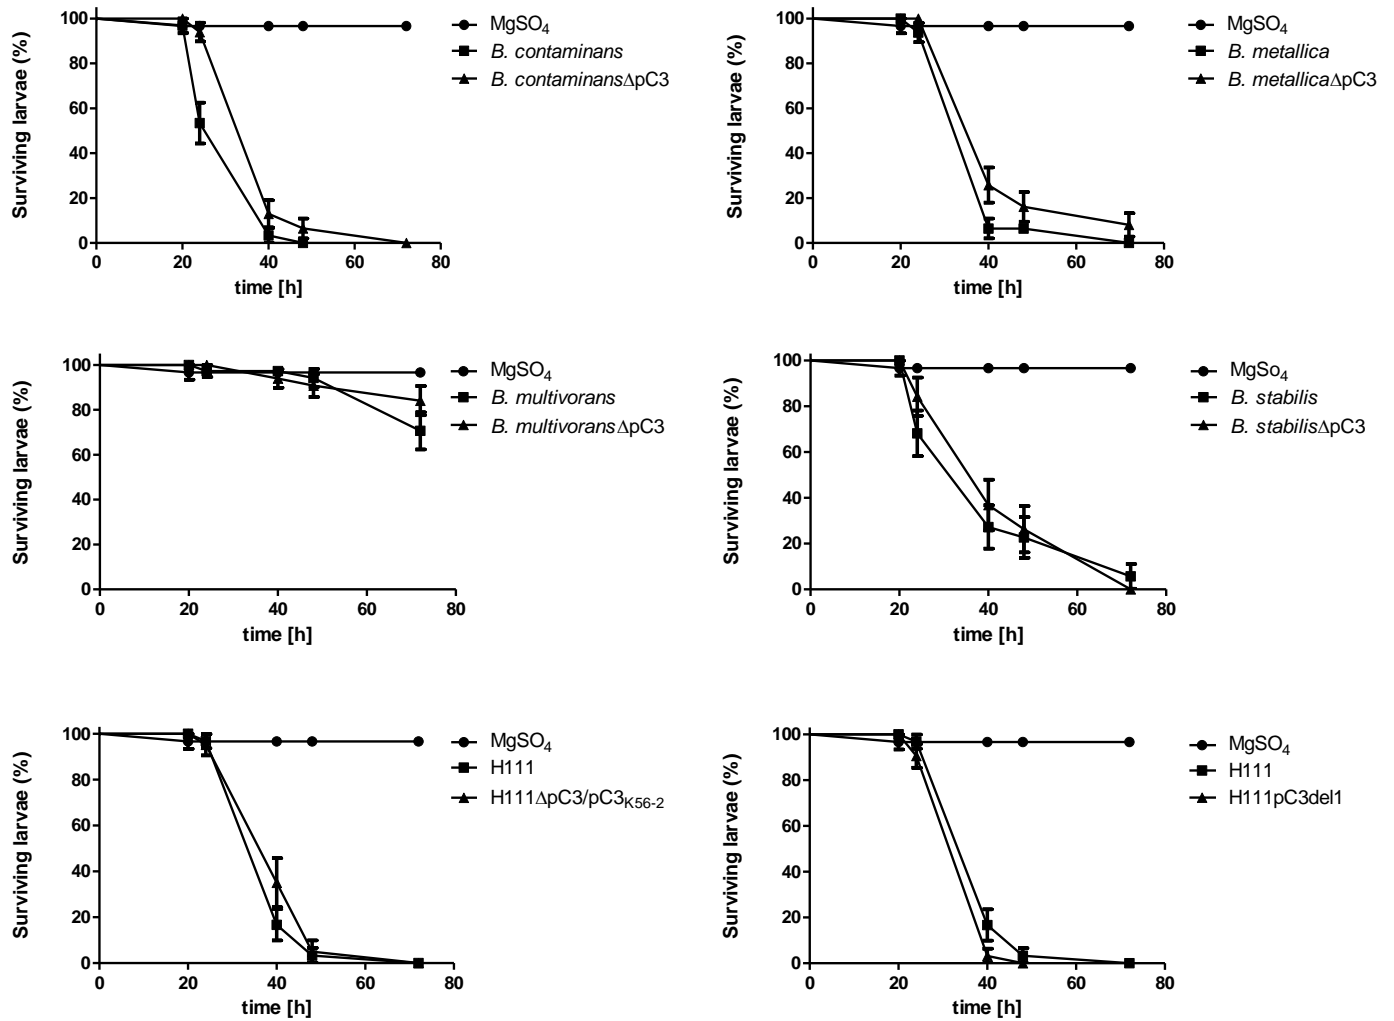 Surviving larvae (%)
100
80
60
40
20
0
0 20 40 60 80
time [h]
MgSO₄
B. contaminans
B. contaminansΔpC3
Surviving larvae (%)
100
80
60
40
20
0
0 20 40 60 80
time [h]
MgSO₄
B. metallica
B. metallicaΔpC3
Surviving larvae (%)
100
80
60
40
20
0
0 20 40 60 80
time [h]
MgSO₄
B. multivorans
B. multivoransΔpC3
Surviving larvae (%)
100
80
60
40
20
0
0 20 40 60 80
time [h]
MgSo₄
B. stabilis
B. stabilisΔpC3
Surviving larvae (%)
100
80
60
40
20
0
0 20 40 60 80
time [h]
MgSO₄
H111
H111ΔpC3/pC3K56-2
Surviving larvae (%)
100
80
60
40
20
0
0 20 40 60 80
time [h]
MgSO₄
H111
H111pC3del1